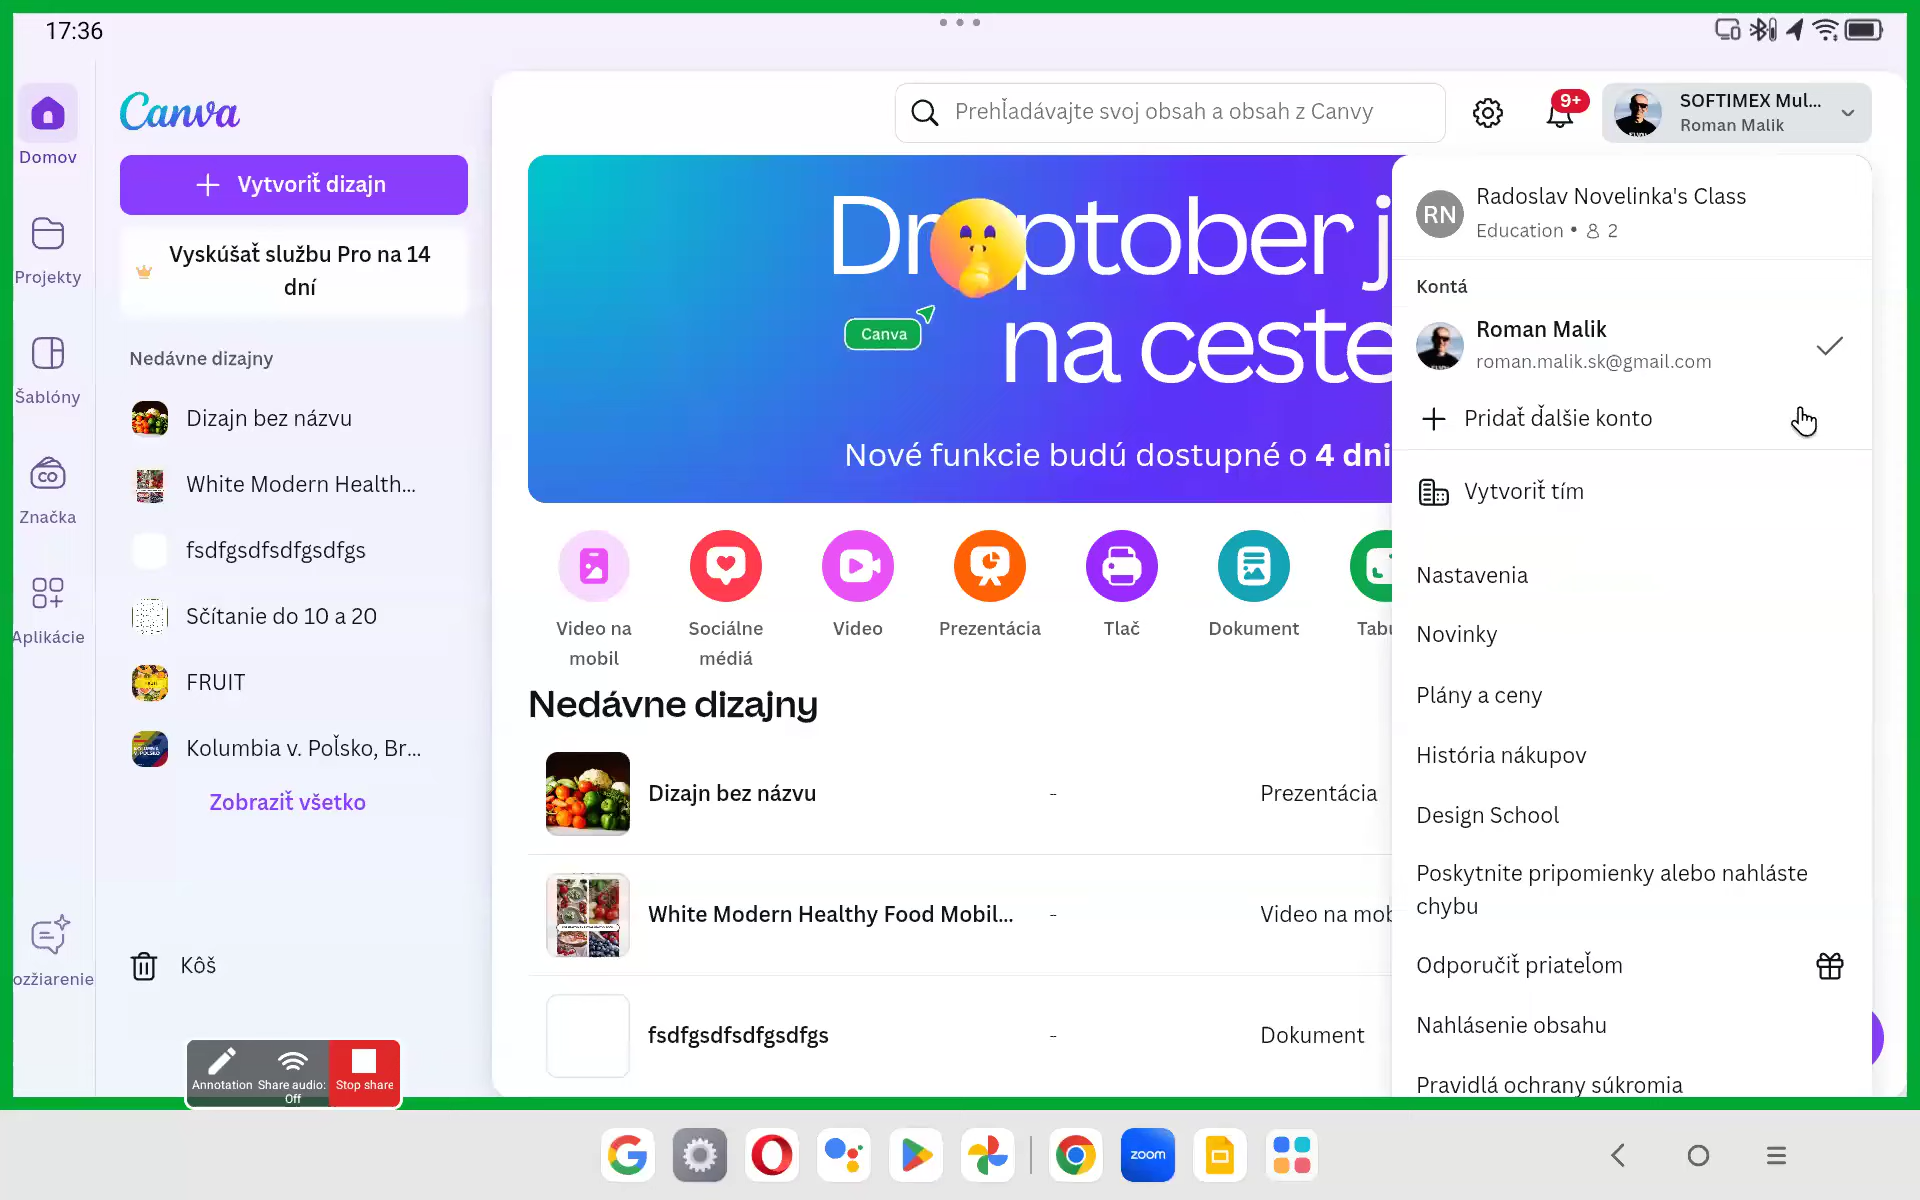 17:36
Domov
Projekty
Šablóny
CO
Značka
Aplikácie
ozžiarenie
Canva
Vytvoriť dizajn
Vyskúšať službu Pro na 14
dní
Nedávne dizajny
Dizajn bez názvu
White Modern Health...
fsdfgsdfsdfgsdfgs
Sčítanie do 10 a 20
FRUIT
Kolumbia v. Poľsko, Br...
Zobraziť všetko
Kôš
Annotation
Share audio:
Off
Stop share
Prehľadávajte svoj obsah a obsah z Canvy
9+
SOFTIMEX Mul...
Roman Malik
Droptober j
na ceste
Canva
Nové funkcie budú dostupné o 4 dni
Video na
mobil
Sociálne
médiá
Video
Prezentácia
Tlač
Dokument
Tabu
Nedávne dizajny
Dizajn bez názvu - Prezentácia
White Modern Healthy Food Mobil... - Video na mob
fsdfgsdfsdfgsdfgs - Dokument
RN
Radoslav Novelinka's Class
Education • 2
Kontá
Roman Malik
roman.malik.sk@gmail.com
Pridať ďalšie konto
Vytvoriť tím
Nastavenia
Novinky
Plány a ceny
História nákupov
Design School
Poskytnite pripomienky alebo nahláste
chybu
Odporučiť priateľom
Nahlásenie obsahu
Pravidlá ochrany súkromia
zoom